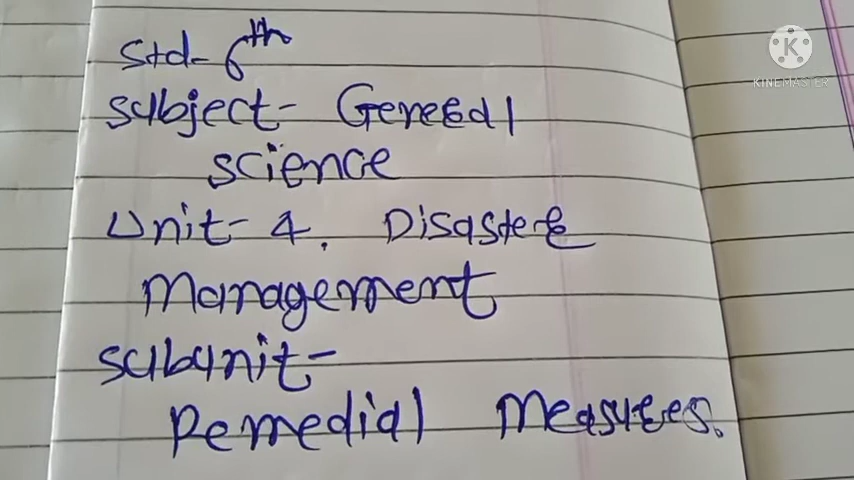 Std- 6th
Subject- General
science
Unit- 4. Disaster
Management
Subunit-
Remedial Measures.
K
KINEMASTER